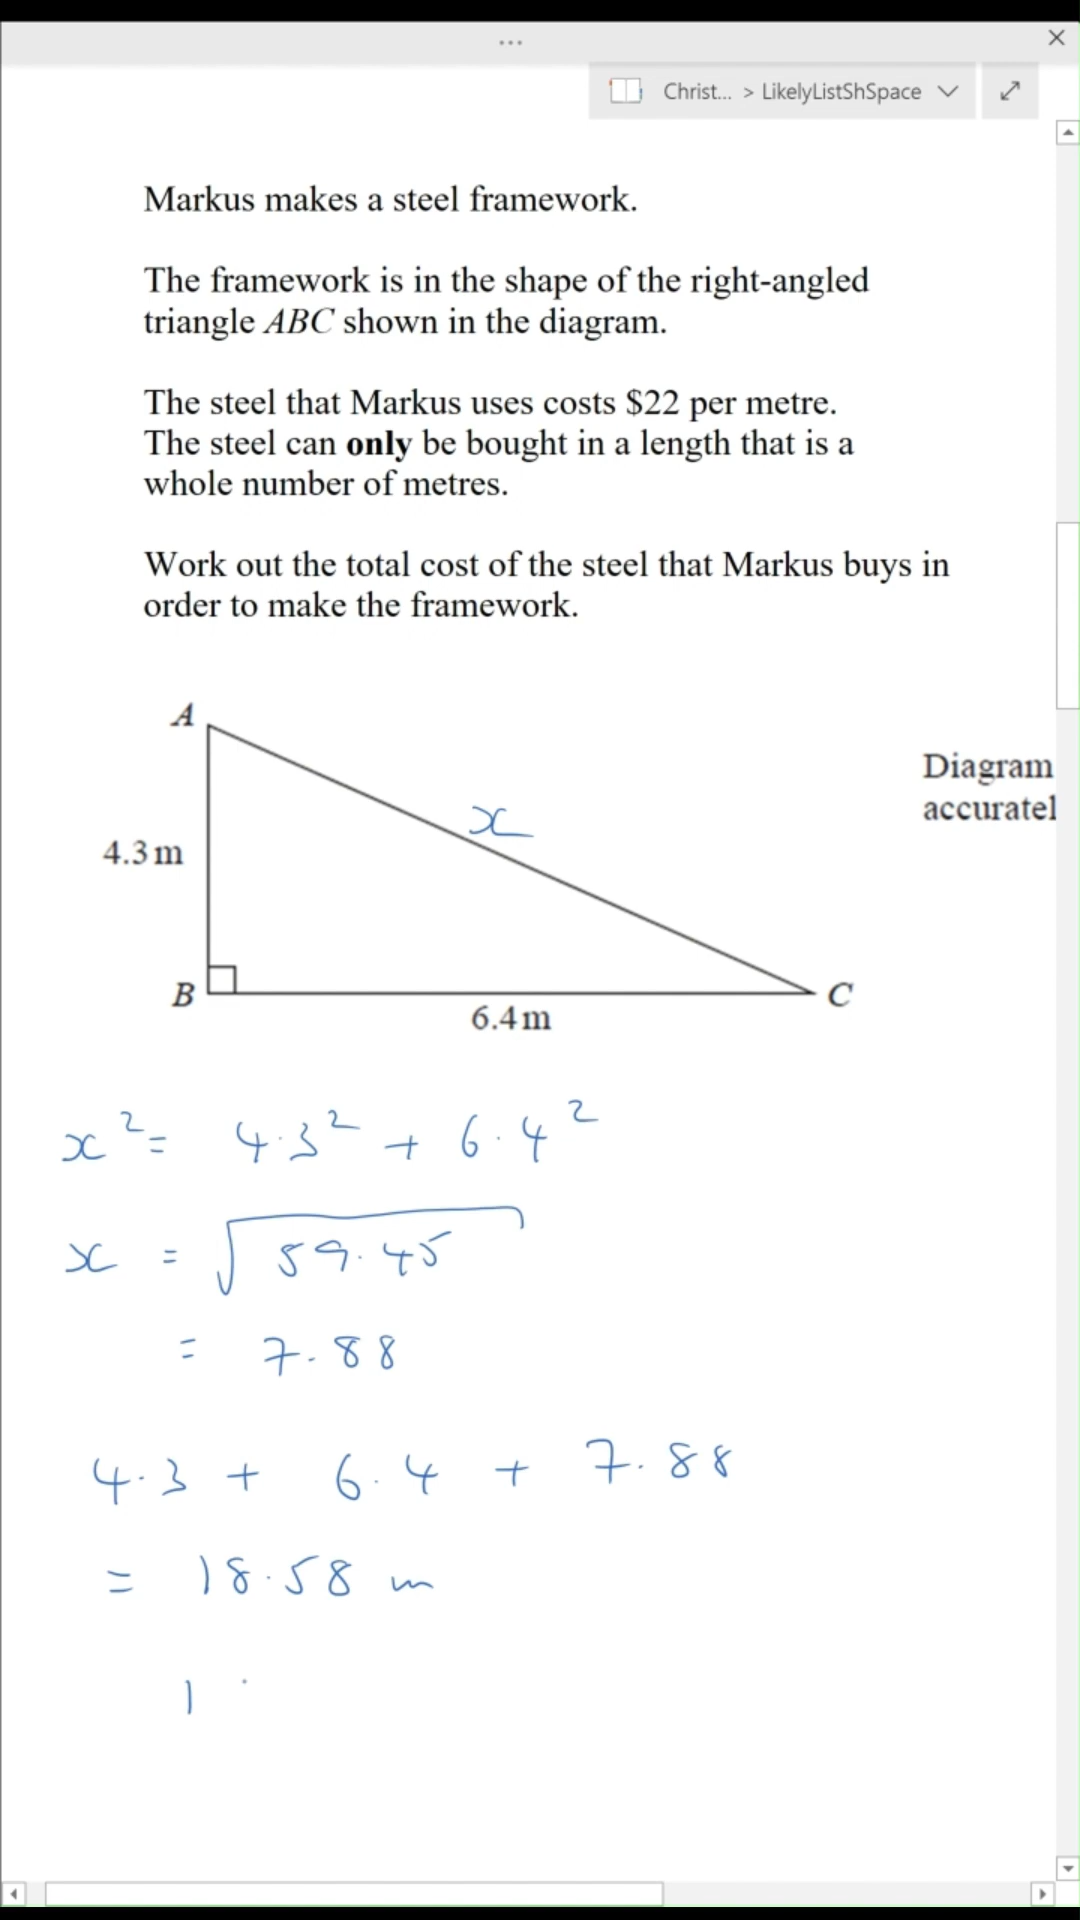 ...
Christ... > LikelyListShSpace
Markus makes a steel framework.
The framework is in the shape of the right-angled
triangle ABC shown in the diagram.
The steel that Markus uses costs $22 per metre.
The steel can only be bought in a length that is a
whole number of metres.
Work out the total cost of the steel that Markus buys in
order to make the framework.
A
x
Diagram
accuratel
4.3 m
B
C
6.4 m
x² = 4.3² + 6.4²
x = √59.45
= 7.88
4.3 + 6.4 + 7.88
= 18.58 m
1